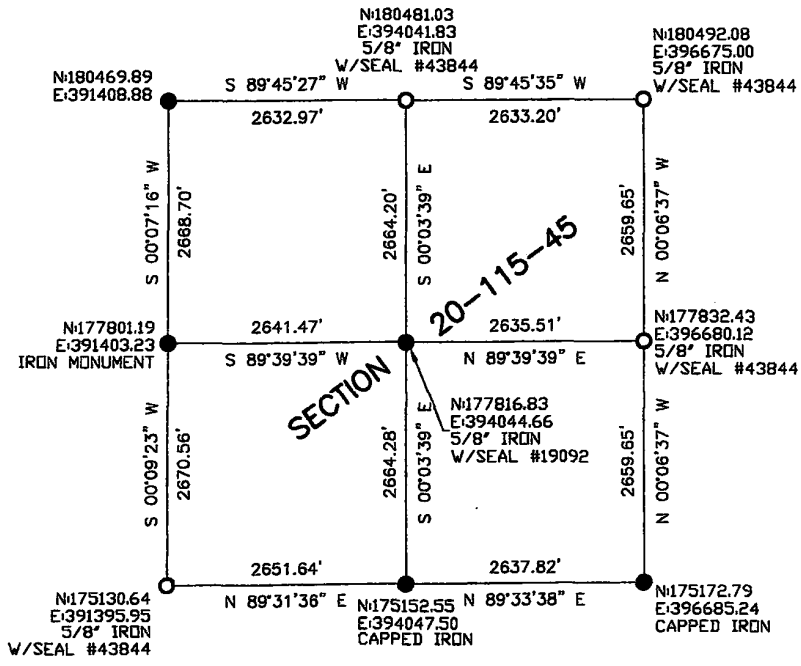 N:180481.03
E:394041.83
5/8" IRON
W/SEAL #43844
N:180492.08
E:396675.00
5/8" IRON
W/SEAL #43844
N:180469.89
E:391408.88
S 89°45'27" W
S 89°45'35" W
2632.97'
2633.20'
S 00°07'16" W
2668.70'
2664.20'
S 00°03'39" E
2659.65'
N 00°06'37" W
SECTION 20-115-45
N:177801.19
E:391403.23
IRON MONUMENT
2641.47'
S 89°39'39" W
2635.51'
N 89°39'39" E
N:177832.43
E:396680.12
5/8" IRON
W/SEAL #43844
N:177816.83
E:394044.66
5/8" IRON
W/SEAL #19092
S 00°09'23" W
2670.56'
2664.28'
S 00°03'39" E
2659.65'
N 00°06'37" W
2651.64'
2637.82'
N:175130.64
E:391395.95
5/8" IRON
W/SEAL #43844
N 89°31'36" E
N:175152.55
E:394047.50
CAPPED IRON
N 89°33'38" E
N:175172.79
E:396685.24
CAPPED IRON